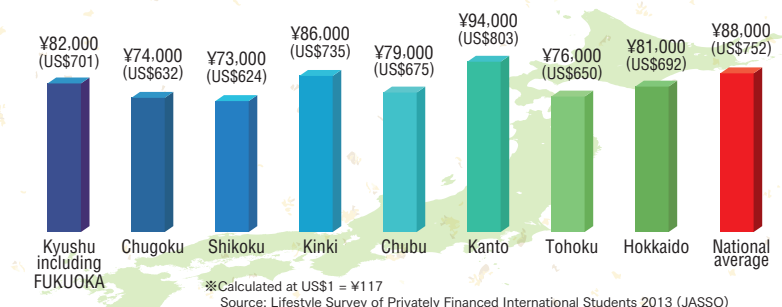 ¥82,000
(US$701)
¥74,000
(US$632)
¥73,000
(US$624)
¥86,000
(US$735)
¥79,000
(US$675)
¥94,000
(US$803)
¥76,000
(US$650)
¥81,000
(US$692)
¥88,000
(US$752)
Kyushu
including
FUKUOKA
Chugoku
Shikoku
Kinki
Chubu
Kanto
Tohoku
Hokkaido
National
average
※Calculated at US$1 = ¥117
Source: Lifestyle Survey of Privately Financed International Students 2013 (JASSO)